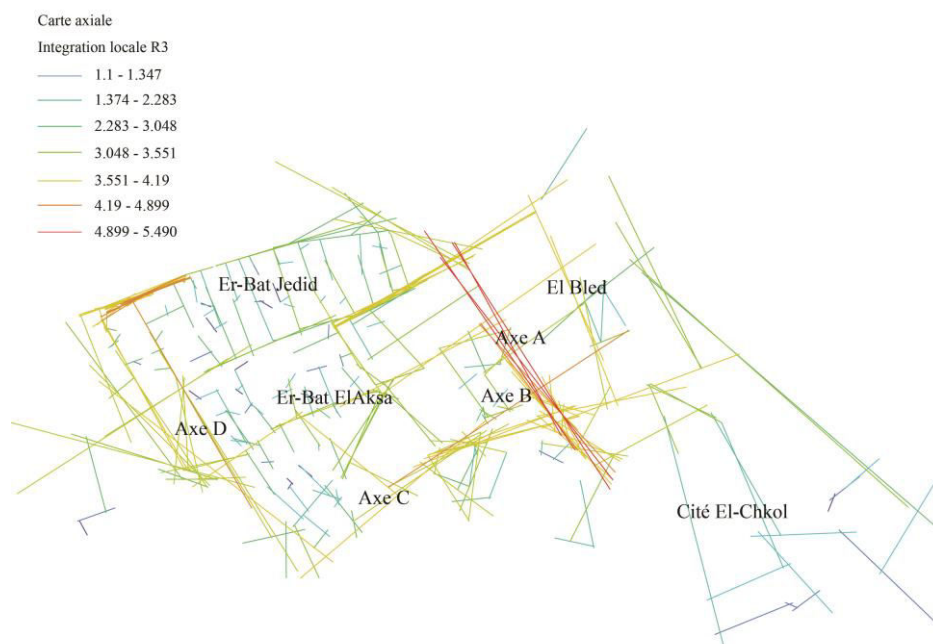 Carte axiale
Integration locale R3
1.1 - 1.347
1.374 - 2.283
2.283 - 3.048
3.048 - 3.551
3.551 - 4.19
4.19 - 4.899
4.899 - 5.490
Er-Bat Jedid
El Bled
Axe A
Er-Bat ElAksa
Axe B
Axe D
Axe C
Cité El-Chkol